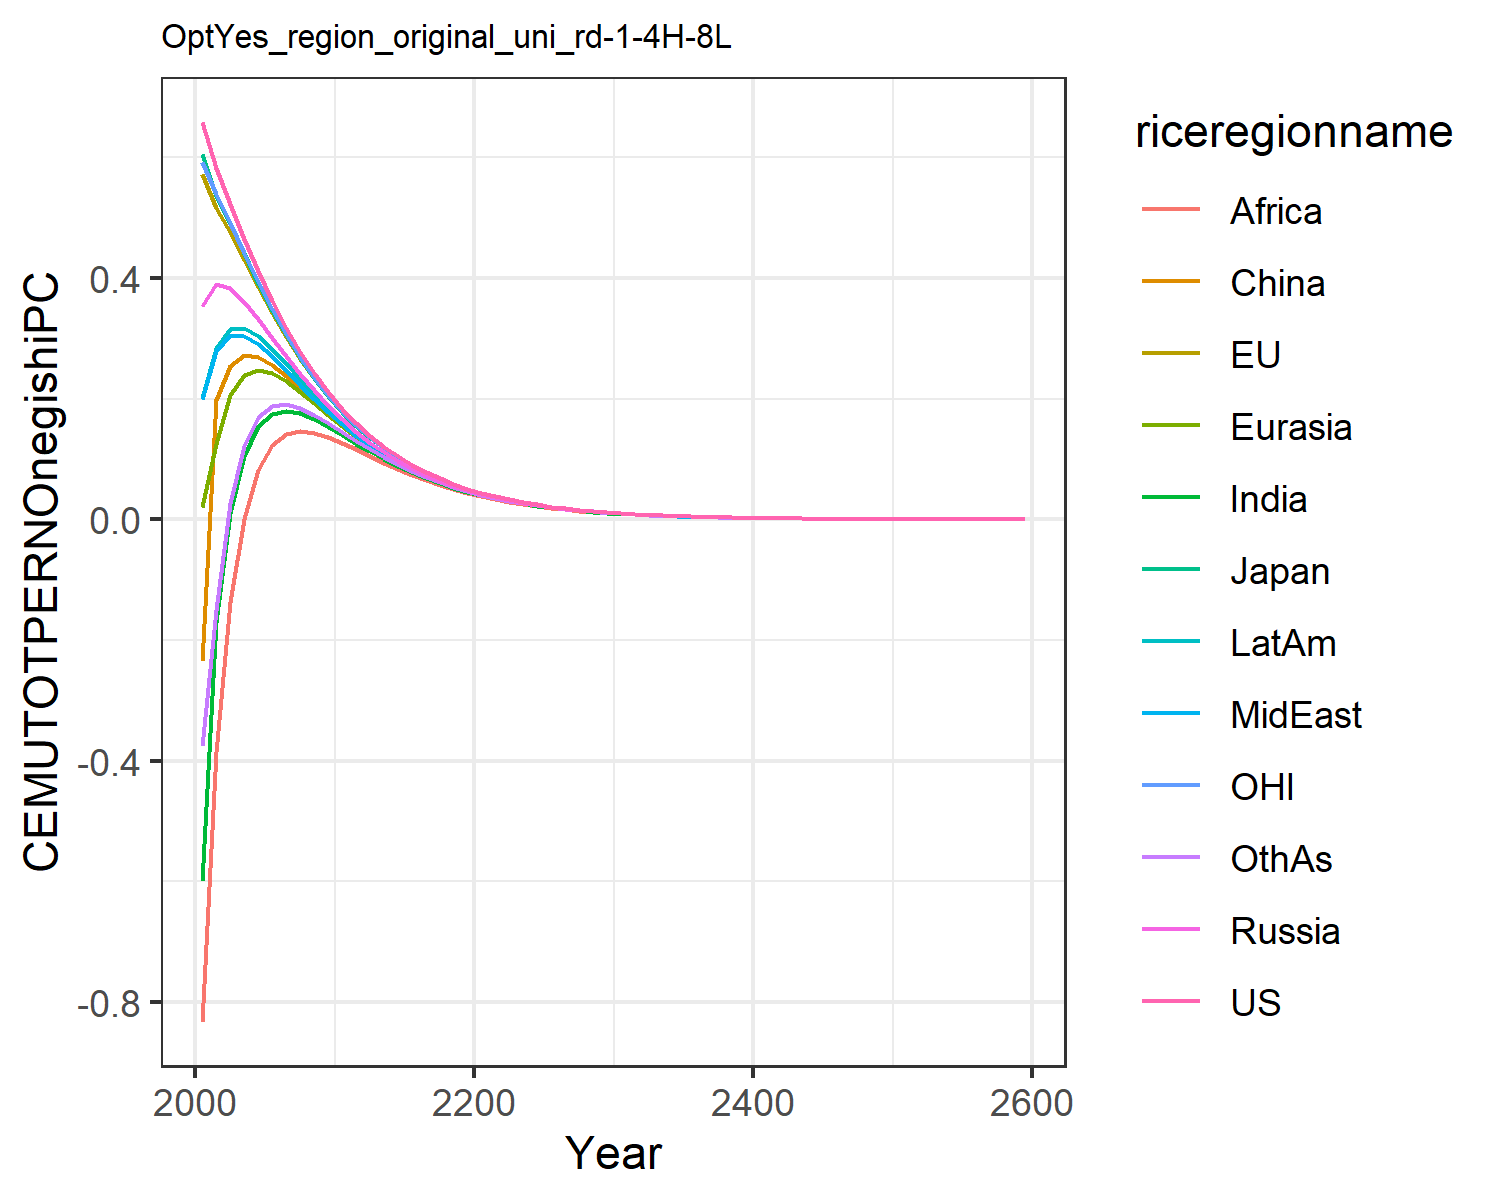 OptYes_region_original_uni_rd-1-4H-8L
CEMUTOTPERNOnegishiPC
0.4
0.0
-0.4
-0.8
2000
2200
2400
2600
Year
riceregionname
Africa
China
EU
Eurasia
India
Japan
LatAm
MidEast
OHI
OthAs
Russia
US